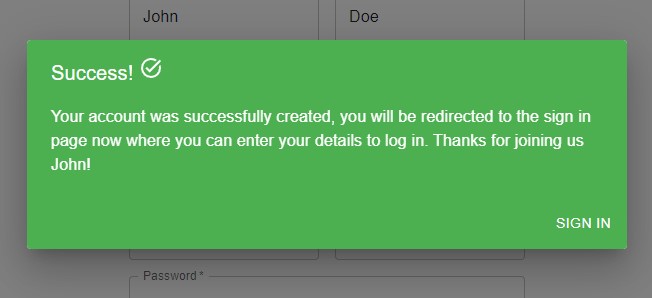 John Doe
Success!
Your account was successfully created, you will be redirected to the sign in
page now where you can enter your details to log in. Thanks for joining us
John!
SIGN IN
Password *